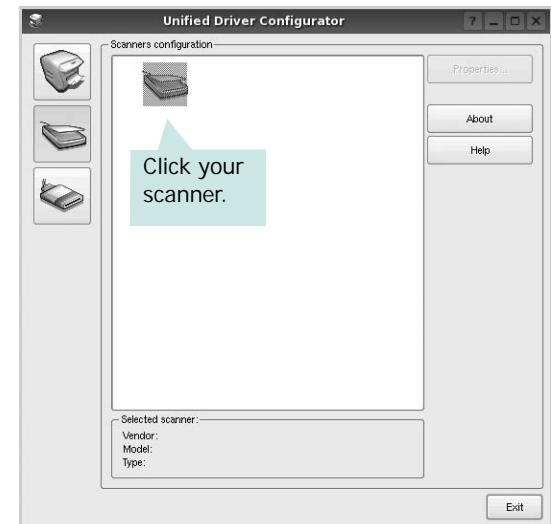 Unified Driver Configurator
Scanners configuration
Properties...
About
Help
Click your
scanner.
Selected scanner:
Vendor:
Model:
Type:
Exit